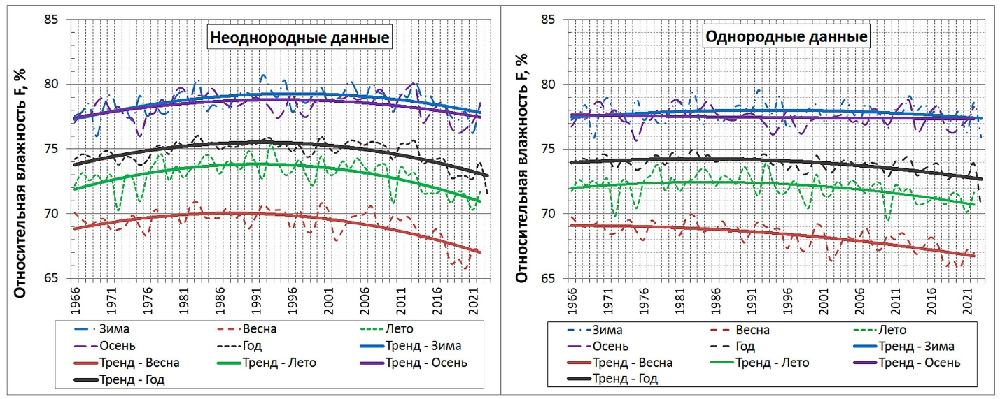 Неоднородные данные
Относительная влажность F, %
85
80
75
70
65
1966
1971
1976
1981
1986
1991
1996
2001
2006
2011
2016
2021
Зима
Весна
Лето
Осень
Год
Тренд - Зима
Тренд - Весна
Тренд - Лето
Тренд - Осень
Тренд - Год
Однородные данные
Относительная влажность F, %
85
80
75
70
65
1966
1971
1976
1981
1986
1991
1996
2001
2006
2011
2016
2021
Зима
Весна
Лето
Осень
Год
Тренд - Зима
Тренд - Весна
Тренд - Лето
Тренд - Осень
Тренд - Год